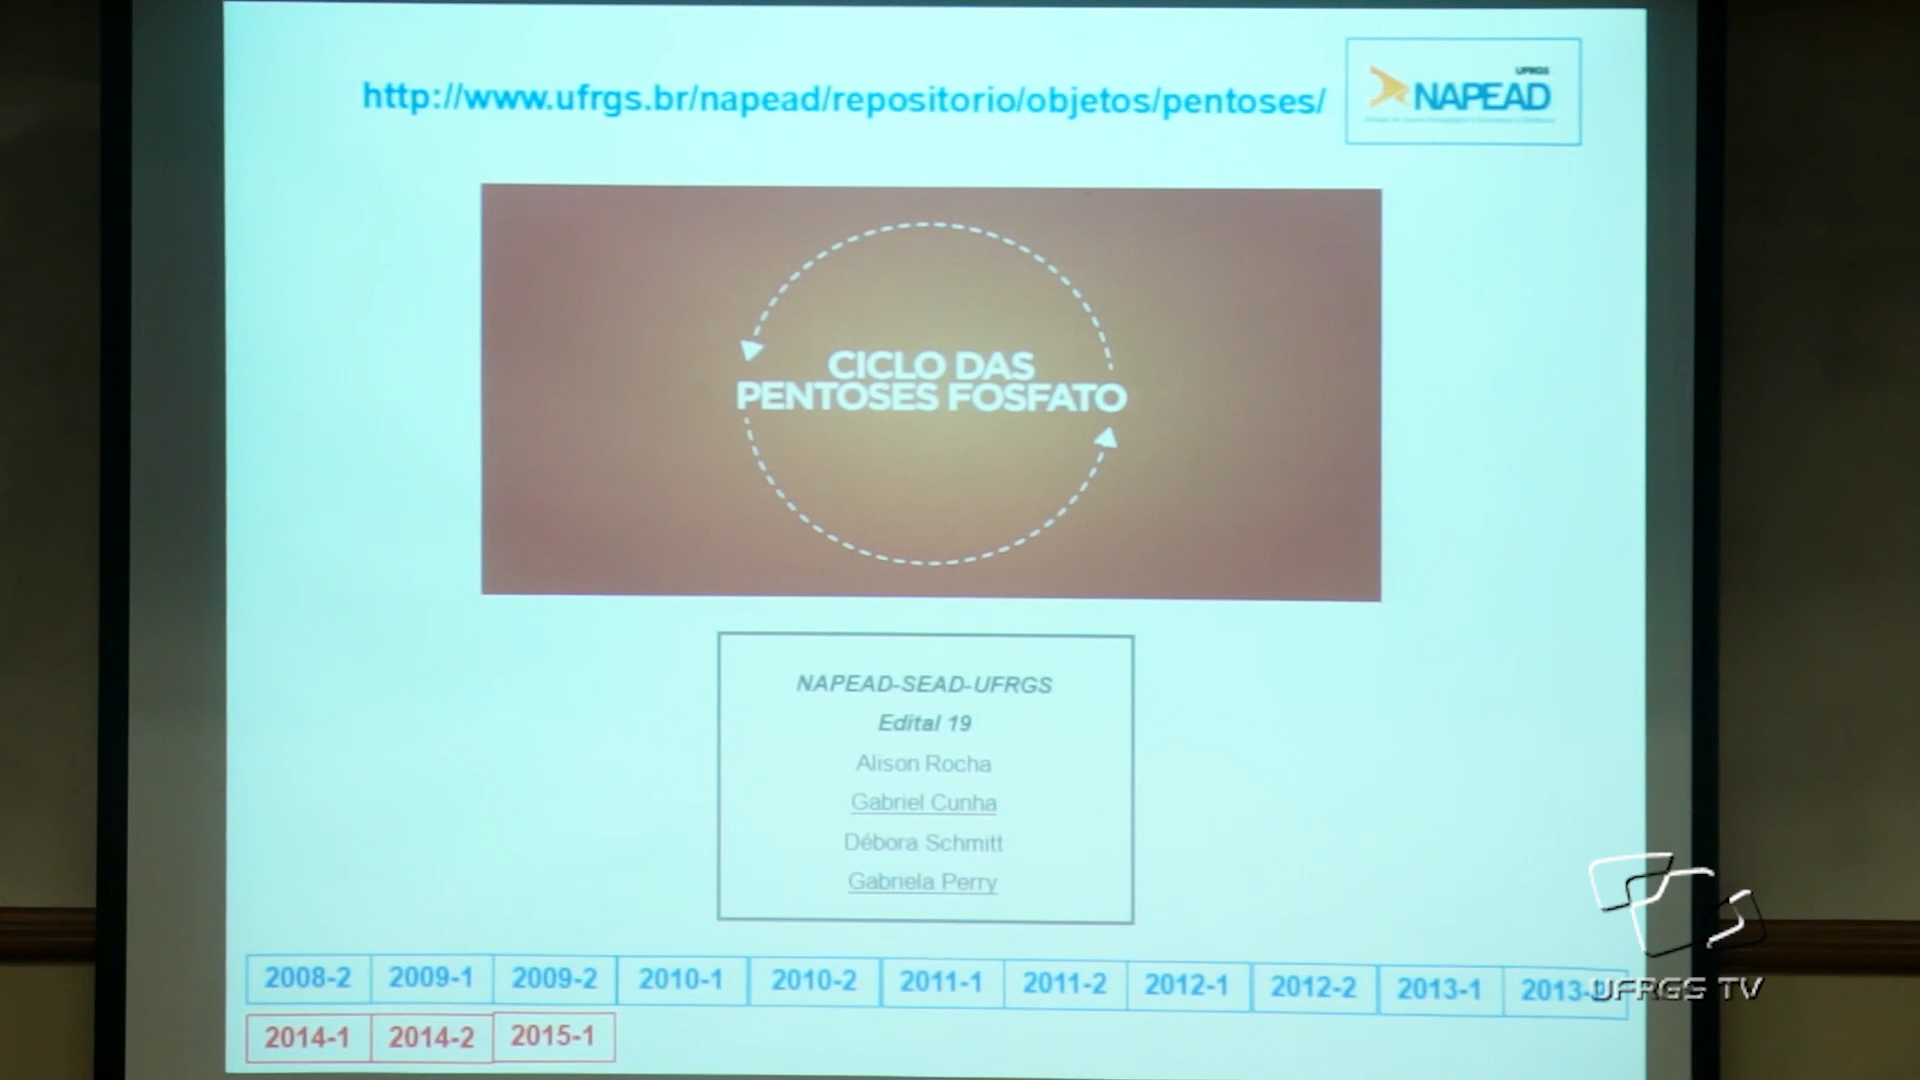 http://www.ufrgs.br/napead/repositorio/objetos/pentoses/
UFRGS
NAPEAD
CICLO DAS
PENTOSES FOSFATO
NAPEAD-SEAD-UFRGS
Edital 19
Alison Rocha
Gabriel Cunha
Débora Schmitt
Gabriela Perry
2008-2 2009-1 2009-2 2010-1 2010-2 2011-1 2011-2 2012-1 2012-2 2013-1 2013-
2014-1 2014-2 2015-1
UFRGS TV